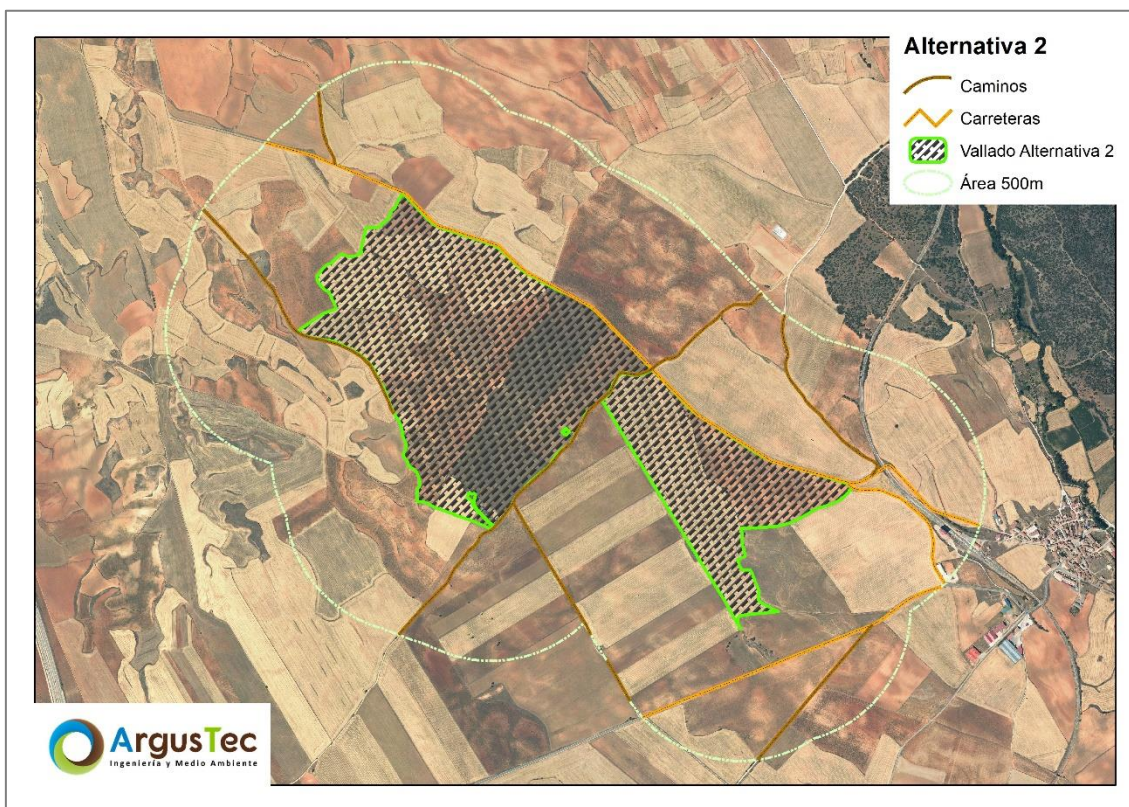 Alternativa 2
Caminos
Carreteras
Vallado Alternativa 2
Área 500m
ArgusTec
Ingeniería y Medio Ambiente